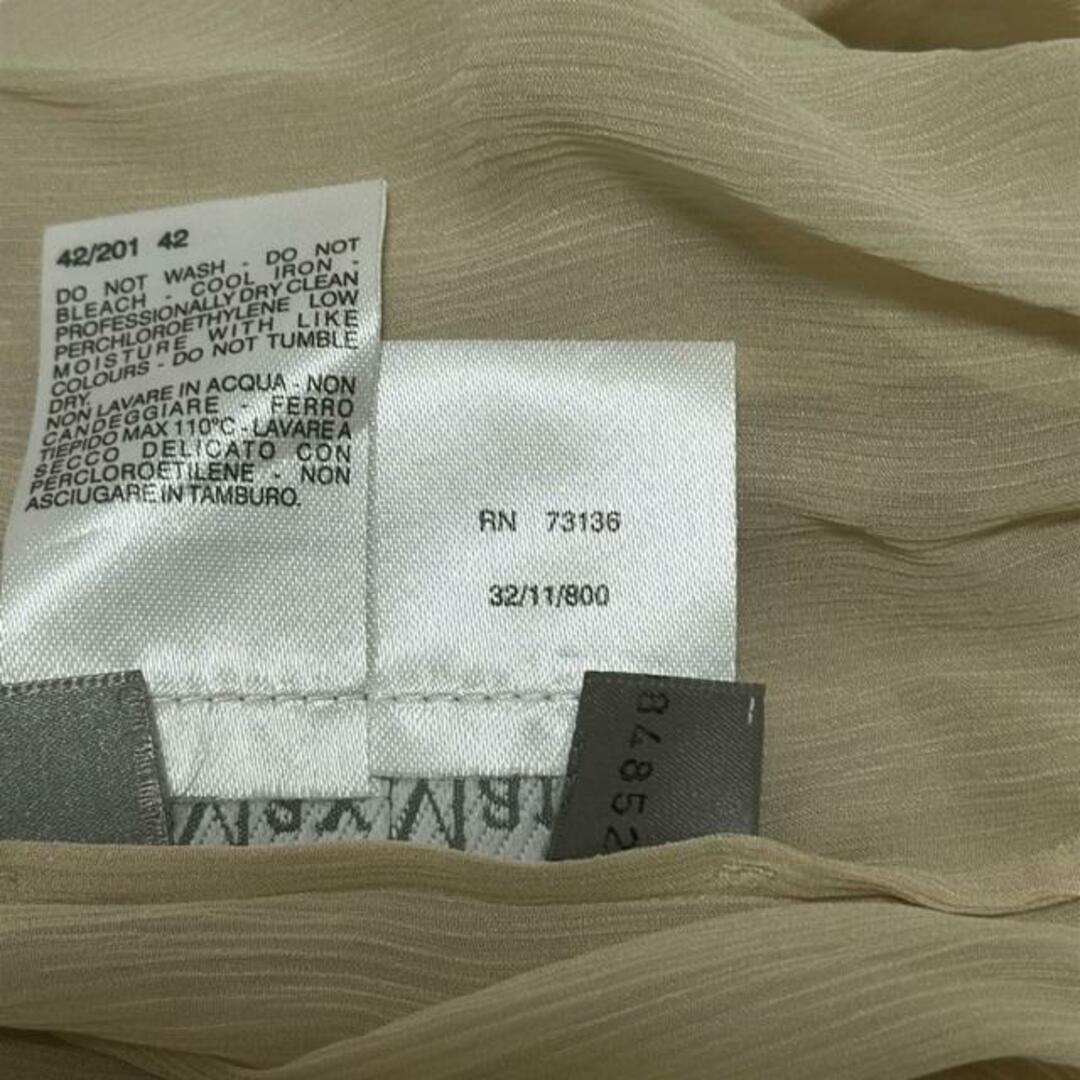 42/201 42
DO NOT WASH - DO NOT
BLEACH - COOL IRON -
PROFESSIONALLY DRY CLEAN
PERCHLOROETHYLENE LOW
MOISTURE WITH LIKE
COLOURS - DO NOT TUMBLE
DRY.
NON LAVARE IN ACQUA - NON
CANDEGGIARE - FERRO
TIEPIDO MAX 110°C - LAVARE A
SECCO DELICATO CON
PERCLOROETILENE - NON
ASCIUGARE IN TAMBURO.
RN 73136
32/11/800
84852